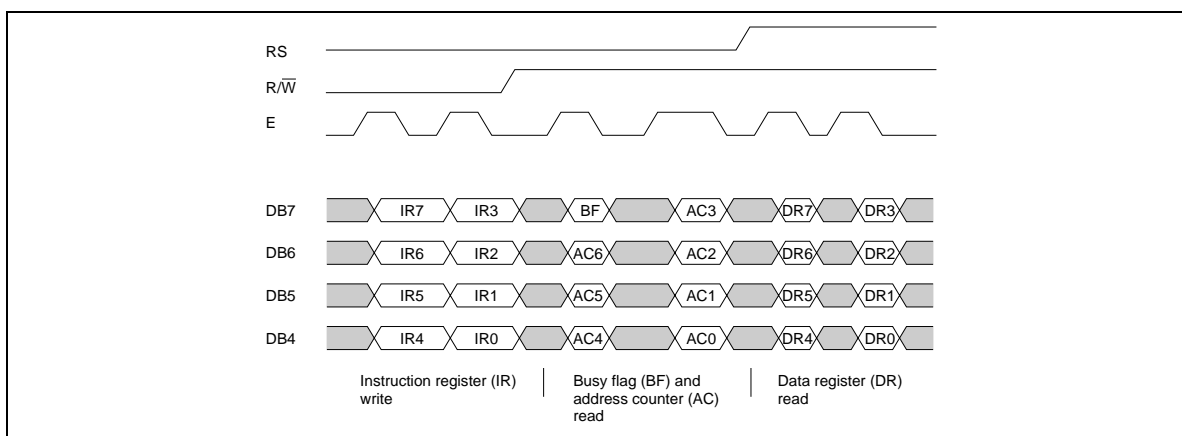 RS
R/W̅
E
DB7 IR7 IR3 BF AC3 DR7 DR3
DB6 IR6 IR2 AC6 AC2 DR6 DR2
DB5 IR5 IR1 AC5 AC1 DR5 DR1
DB4 IR4 IR0 AC4 AC0 DR4 DR0
Instruction register (IR)
write
Busy flag (BF) and
address counter (AC)
read
Data register (DR)
read